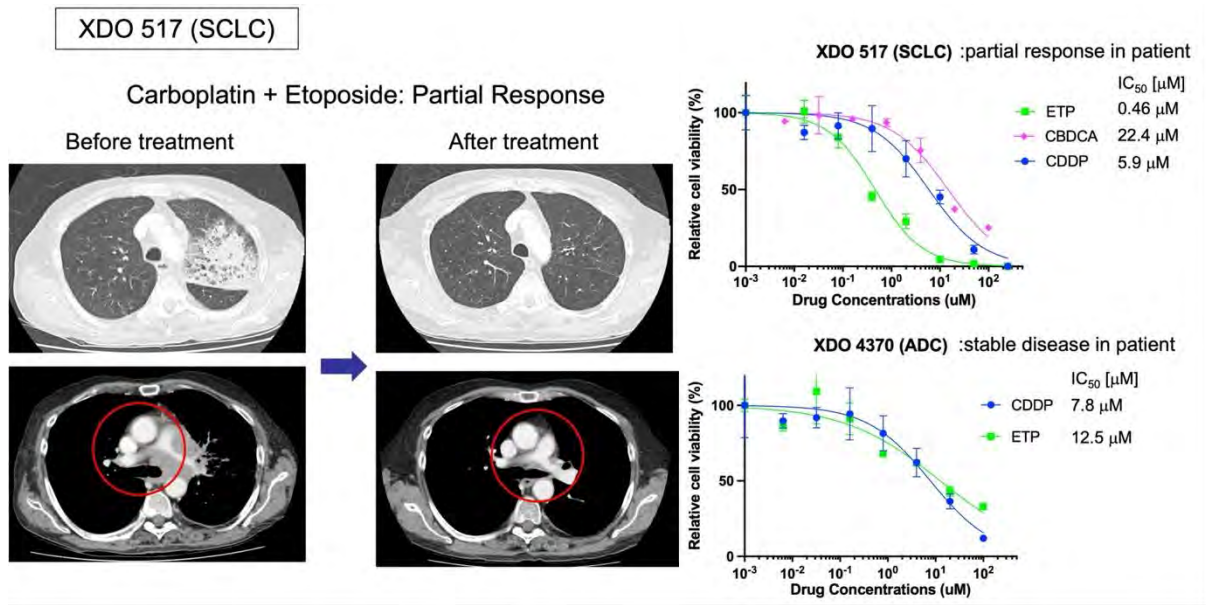 XDO 517 (SCLC)
Carboplatin + Etoposide: Partial Response
Before treatment
After treatment
XDO 517 (SCLC) :partial response in patient
IC50 [μM]
ETP 0.46 μM
CBDCA 22.4 μM
CDDP 5.9 μM
Relative cell viability (%)
100
50
0
10-3 10-2 10-1 100 101 102
Drug Concentrations (uM)
XDO 4370 (ADC) :stable disease in patient
IC50 [μM]
CDDP 7.8 μM
ETP 12.5 μM
Relative cell viability (%)
100
50
0
10-3 10-2 10-1 100 101 102
Drug Concentrations (uM)